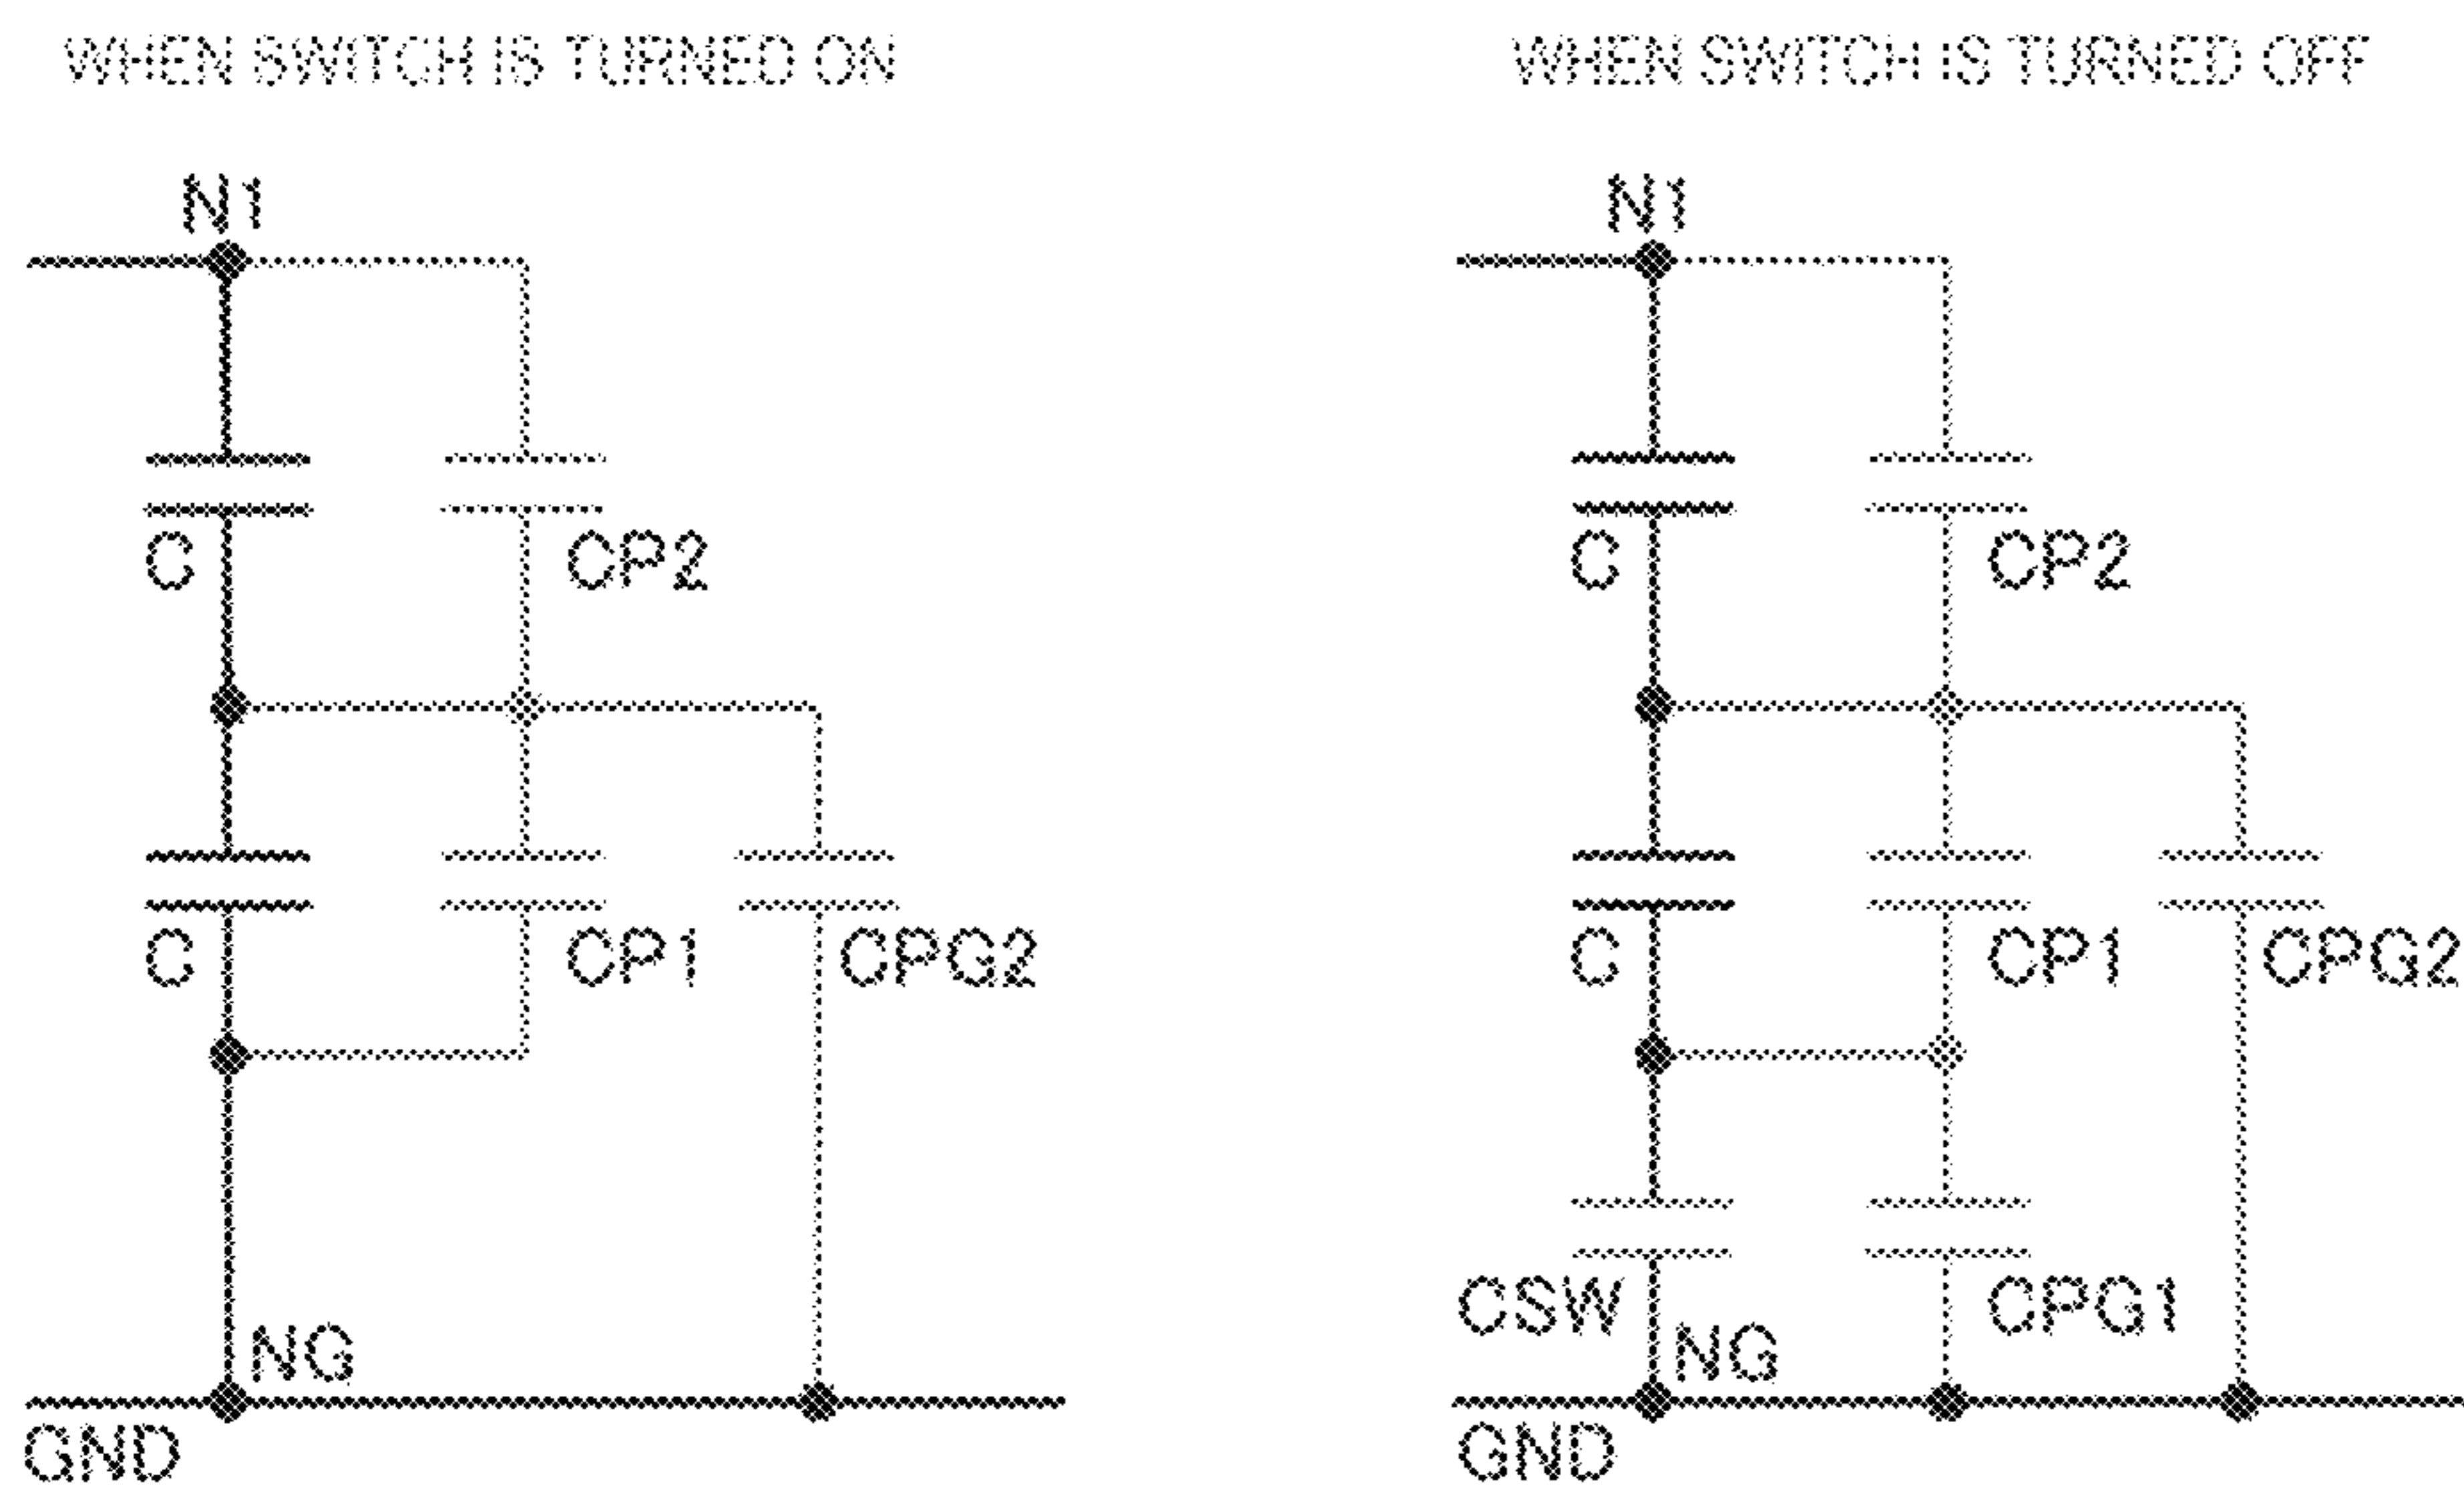 WHEN SWITCH IS TURNED ON
N1
C
CP2
C
CP1
CPG2
NG
GND
WHEN SWITCH IS TURNED OFF
N1
C
CP2
C
CP1
CPG2
CSW
NG
CPG1
GND